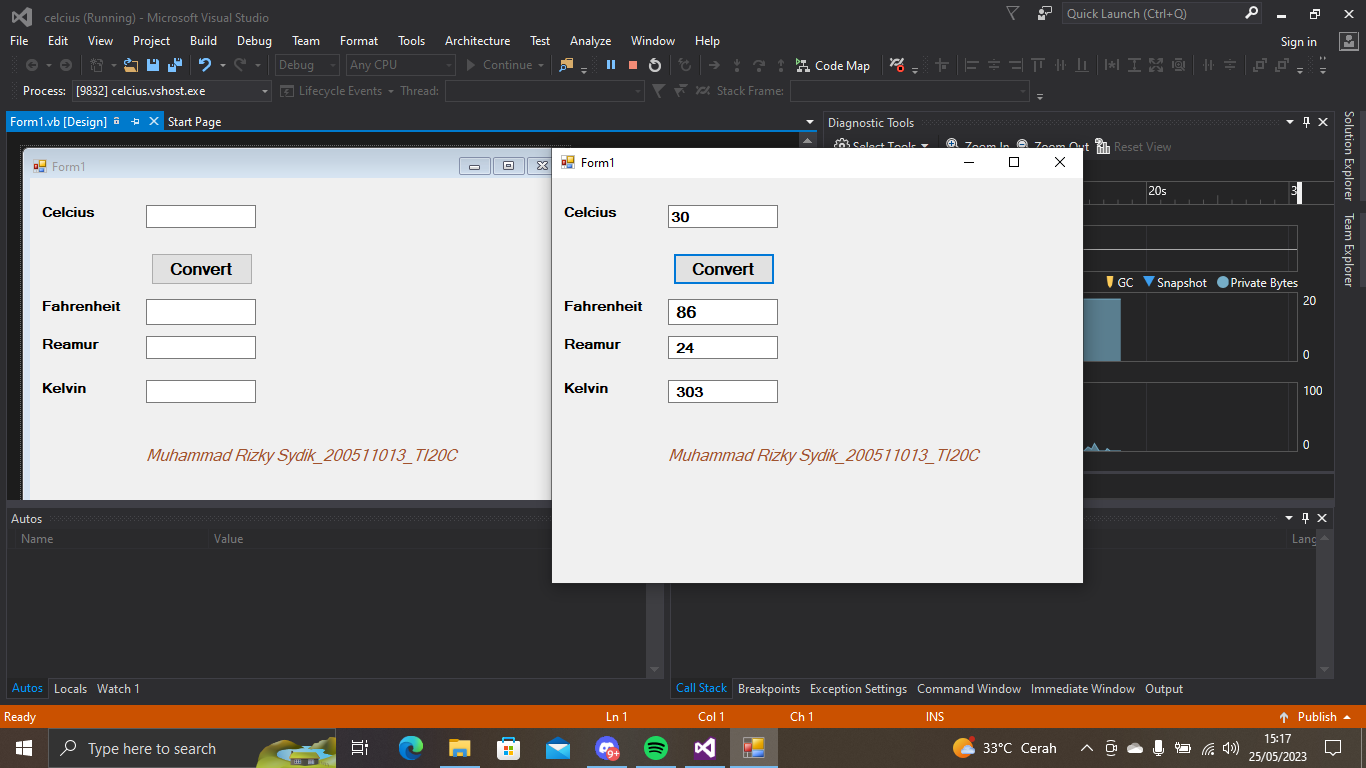 celcius (Running) - Microsoft Visual Studio
Quick Launch (Ctrl+Q)
File Edit View Project Build Debug Team Format Tools Architecture Test Analyze Window Help
Sign in
Debug Any CPU Continue Code Map
Process: [9832] celcius.vshost.exe Lifecycle Events Thread: Stack Frame:
Form1.vb [Design] Start Page
Diagnostic Tools
Select Tools Zoom In Zoom Out Reset View
Solution Explorer
Team Explorer
Form1
Celcius
Convert
Fahrenheit
Reamur
Kelvin
Muhammad Rizky Sydik_200511013_TI20C
Form1
Celcius 30
Convert
Fahrenheit 86
Reamur 24
Kelvin 303
Muhammad Rizky Sydik_200511013_TI20C
20s
GC Snapshot Private Bytes
20
0
100
0
Autos
Name Value
Lang
Autos Locals Watch 1
Call Stack Breakpoints Exception Settings Command Window Immediate Window Output
Ready Ln 1 Col 1 Ch 1 INS Publish
Type here to search
9+
33°C Cerah
15:17
25/05/2023